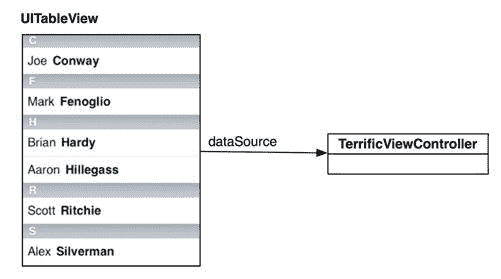 UITableView
C
Joe Conway
F
Mark Fenoglio
H
Brian Hardy
Aaron Hillegass
R
Scott Ritchie
S
Alex Silverman
dataSource
TerrificViewController